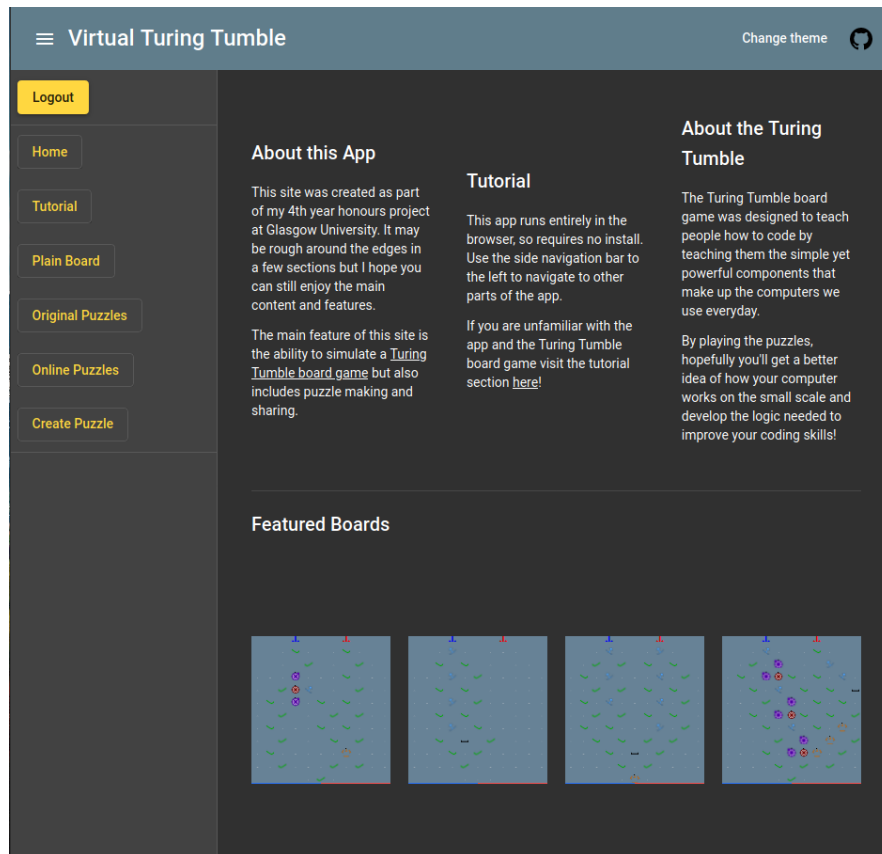 Virtual Turing Tumble
Change theme
Logout
Home
Tutorial
Plain Board
Original Puzzles
Online Puzzles
Create Puzzle
About this App
This site was created as part
of my 4th year honours project
at Glasgow University. It may
be rough around the edges in
a few sections but I hope you
can still enjoy the main
content and features.
The main feature of this site is
the ability to simulate a Turing
Tumble board game but also
includes puzzle making and
sharing.
Tutorial
This app runs entirely in the
browser, so requires no install.
Use the side navigation bar to
the left to navigate to other
parts of the app.
If you are unfamiliar with the
app and the Turing Tumble
board game visit the tutorial
section here!
About the Turing
Tumble
The Turing Tumble board
game was designed to teach
people how to code by
teaching them the simple yet
powerful components that
make up the computers we
use everyday.
By playing the puzzles,
hopefully you'll get a better
idea of how your computer
works on the small scale and
develop the logic needed to
improve your coding skills!
Featured Boards